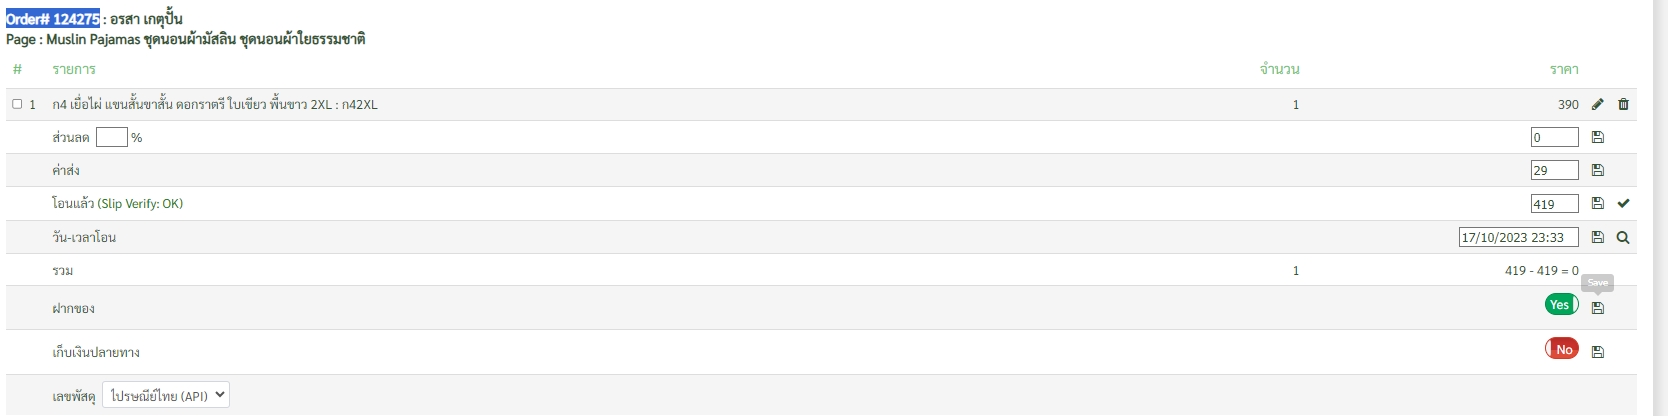 Order# 124275 : อรสา เกตุปั้น
Page : Muslin Pajamas ชุดนอนผ้ามัสลิน ชุดนอนผ้าใยธรรมชาติ
# รายการ จำนวน ราคา
1 ก4 เยื่อไผ่ แขนสั้นขาสั้น ดอกราตรี ใบเขียว พื้นขาว 2XL : ก42XL 1 390
ส่วนลด % 0
ค่าส่ง 29
โอนแล้ว (Slip Verify: OK) 419
วัน-เวลาโอน 17/10/2023 23:33
รวม 1 419 - 419 = 0
Save
ฝากของ Yes
เก็บเงินปลายทาง No
เลขพัสดุ ไปรษณีย์ไทย (API)